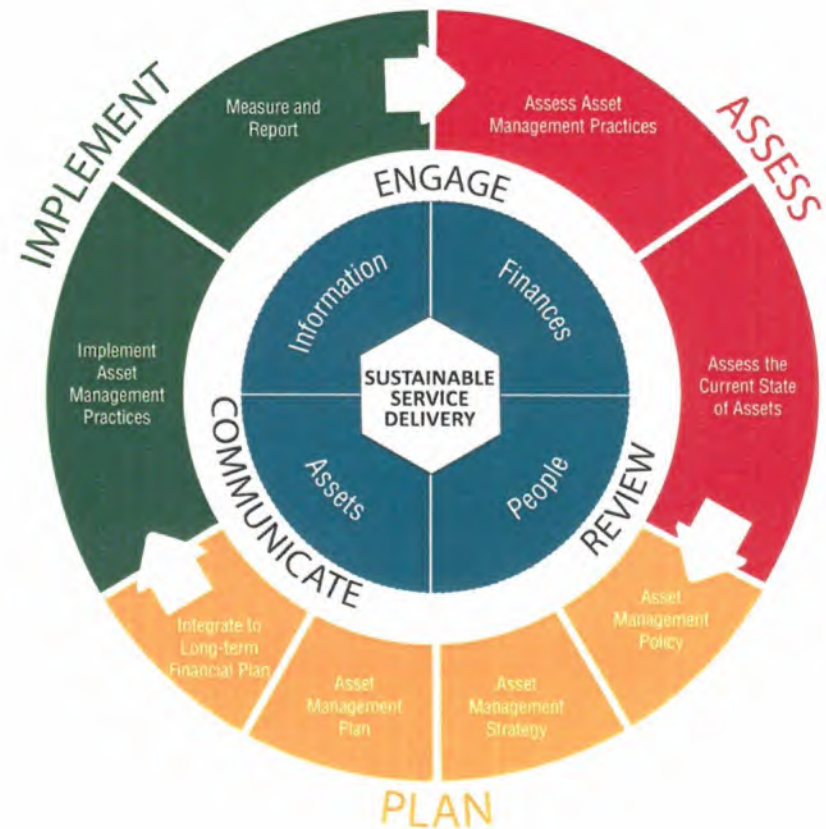 IMPLEMENT
Measure and
Report
Assess Asset
Management Practices
ASSESS
ENGAGE
Information
Finances
Implement
Asset
Management
Practices
SUSTAINABLE
SERVICE
DELIVERY
Assess the
Current State
of Assets
COMMUNICATE
Assets
People
REVIEW
Integrate to
Long-term
Financial Plan
Asset
Management
Plan
Asset
Management
Strategy
Asset
Management
Policy
PLAN